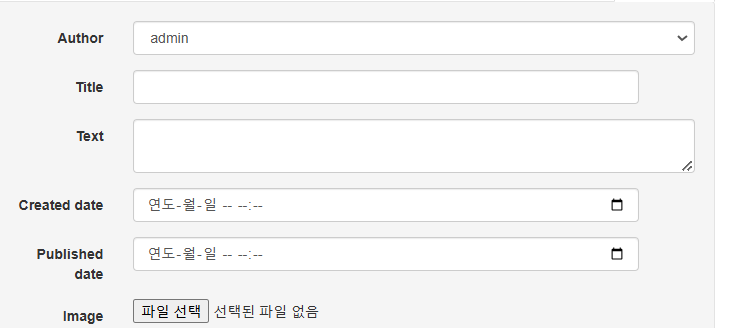 Author admin
Title
Text
Created date 연도-월-일 -- --:--
Published date 연도-월-일 -- --:--
Image 파일 선택 선택된 파일 없음